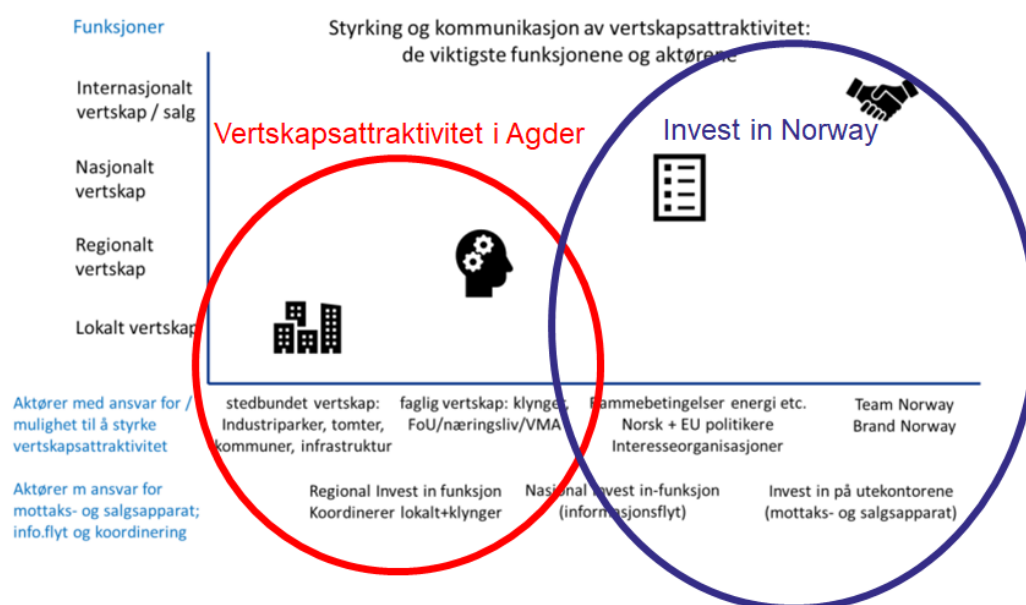 Funksjoner
Styrking og kommunikasjon av vertskapsattraktivitet:
de viktigste funksjonene og aktørene
Internasjonalt
vertskap / salg
Vertskapsattraktivitet i Agder
Invest in Norway
Nasjonalt
vertskap
Regionalt
vertskap
Lokalt vertskap
Aktører med ansvar for /
mulighet til å styrke
vertskapsattraktivitet
stedbundet vertskap:
Industriparker, tomter,
kommuner, infrastruktur
faglig vertskap: klynger,
FoU/næringsliv/VMA
Rammebetingelser energi etc.
Norsk + EU politikere
Interesseorganisasjoner
Team Norway
Brand Norway
Aktører m ansvar for
mottaks- og salgsapparat;
info.flyt og koordinering
Regional Invest in funksjon
Koordinerer lokalt+klynger
Nasjonal Invest in-funksjon
(informasjonsflyt)
Invest in på utekontorene
(mottaks- og salgsapparat)